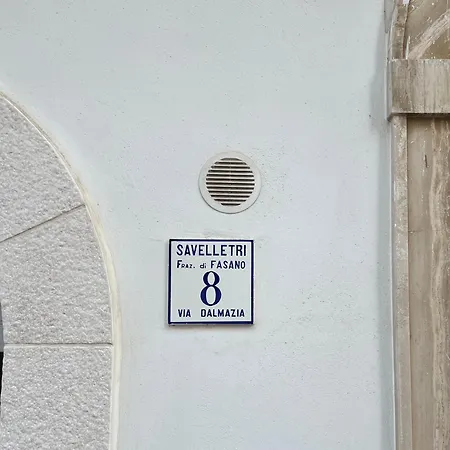 SAVELLETRI
FRAZ. di FASANO
8
VIA DALMAZIA